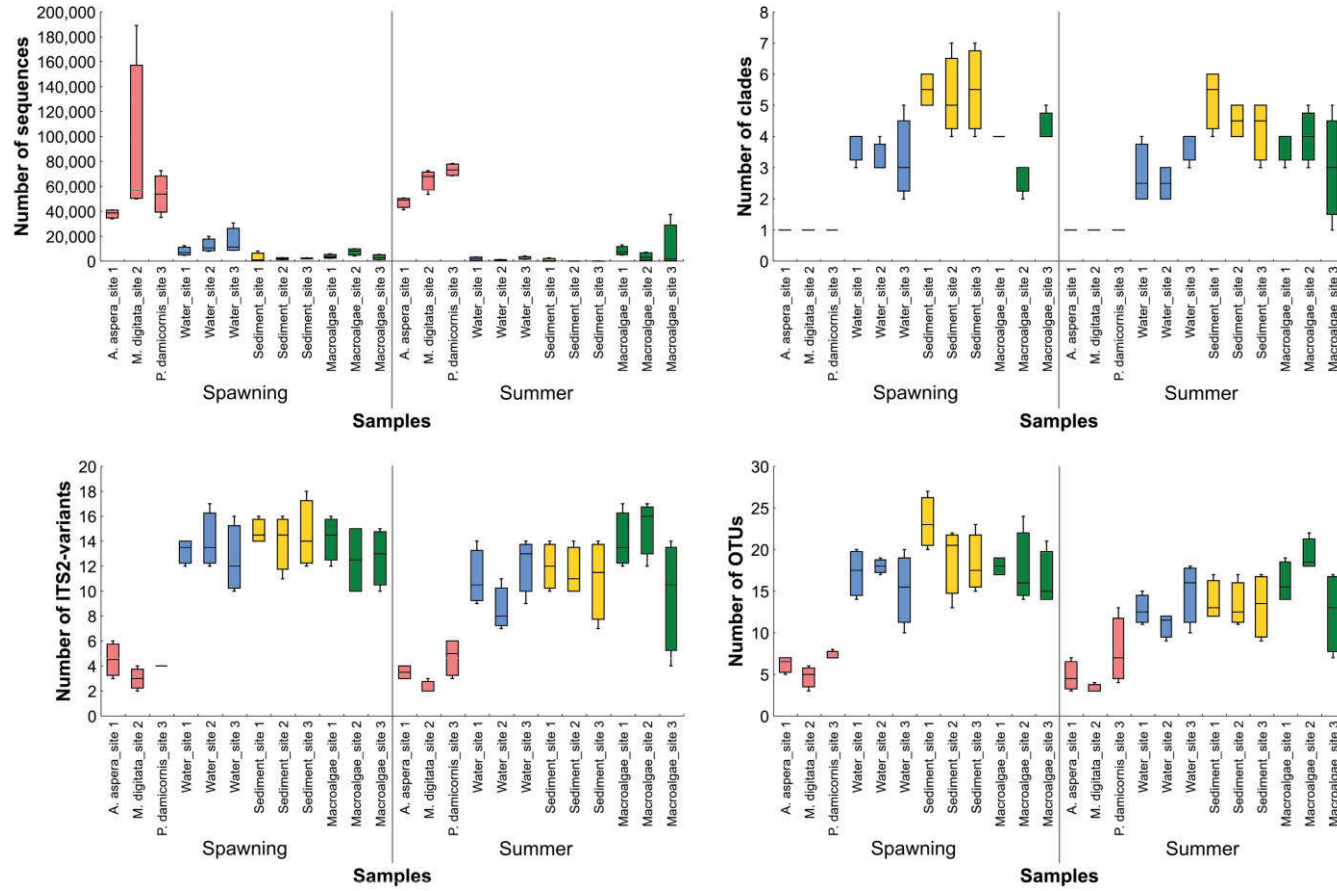 Number of sequences
200,000
180,000
160,000
140,000
120,000
100,000
80,000
60,000
40,000
20,000
0
A. aspera_site 1
M. digitata_site 2
P. damicornis_site 3
Water_site 1
Water_site 2
Water_site 3
Sediment_site 1
Sediment_site 2
Sediment_site 3
Macroalgae_site 1
Macroalgae_site 2
Macroalgae_site 3
A. aspera_site 1
M. digitata_site 2
P. damicornis_site 3
Water_site 1
Water_site 2
Water_site 3
Sediment_site 1
Sediment_site 2
Sediment_site 3
Macroalgae_site 1
Macroalgae_site 2
Macroalgae_site 3
Spawning
Summer
Samples
Number of clades
8
7
6
5
4
3
2
1
0
A. aspera_site 1
M. digitata_site 2
P. damicornis_site 3
Water_site 1
Water_site 2
Water_site 3
Sediment_site 1
Sediment_site 2
Sediment_site 3
Macroalgae_site 1
Macroalgae_site 2
Macroalgae_site 3
A. aspera_site 1
M. digitata_site 2
P. damicornis_site 3
Water_site 1
Water_site 2
Water_site 3
Sediment_site 1
Sediment_site 2
Sediment_site 3
Macroalgae_site 1
Macroalgae_site 2
Macroalgae_site 3
Spawning
Summer
Samples
Number of ITS2-variants
20
18
16
14
12
10
8
6
4
2
0
A. aspera_site 1
M. digitata_site 2
P. damicornis_site 3
Water_site 1
Water_site 2
Water_site 3
Sediment_site 1
Sediment_site 2
Sediment_site 3
Macroalgae_site 1
Macroalgae_site 2
Macroalgae_site 3
A. aspera_site 1
M. digitata_site 2
P. damicornis_site 3
Water_site 1
Water_site 2
Water_site 3
Sediment_site 1
Sediment_site 2
Sediment_site 3
Macroalgae_site 1
Macroalgae_site 2
Macroalgae_site 3
Spawning
Summer
Samples
Number of OTUs
30
25
20
15
10
5
0
A. aspera_site 1
M. digitata_site 2
P. damicornis_site 3
Water_site 1
Water_site 2
Water_site 3
Sediment_site 1
Sediment_site 2
Sediment_site 3
Macroalgae_site 1
Macroalgae_site 2
Macroalgae_site 3
A. aspera_site 1
M. digitata_site 2
P. damicornis_site 3
Water_site 1
Water_site 2
Water_site 3
Sediment_site 1
Sediment_site 2
Sediment_site 3
Macroalgae_site 1
Macroalgae_site 2
Macroalgae_site 3
Spawning
Summer
Samples